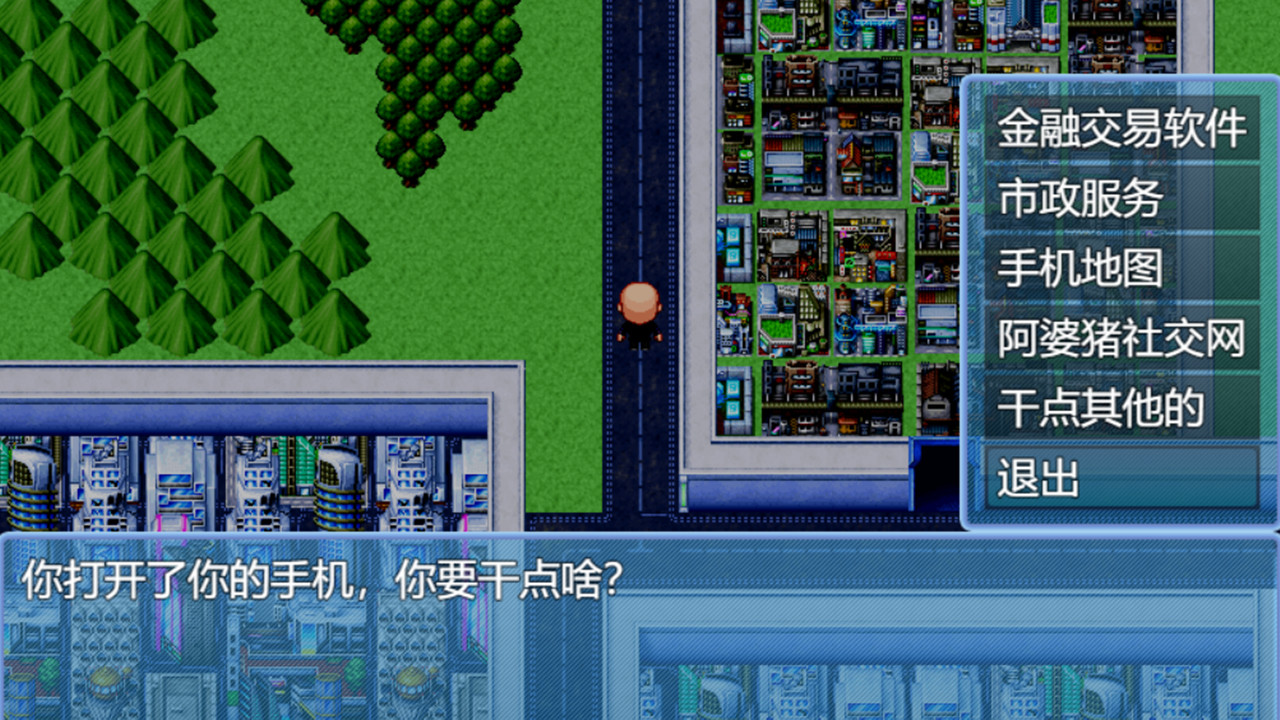 金融交易软件
市政服务
手机地图
阿婆猪社交网
干点其他的
退出
你打开了你的手机，你要干点啥？